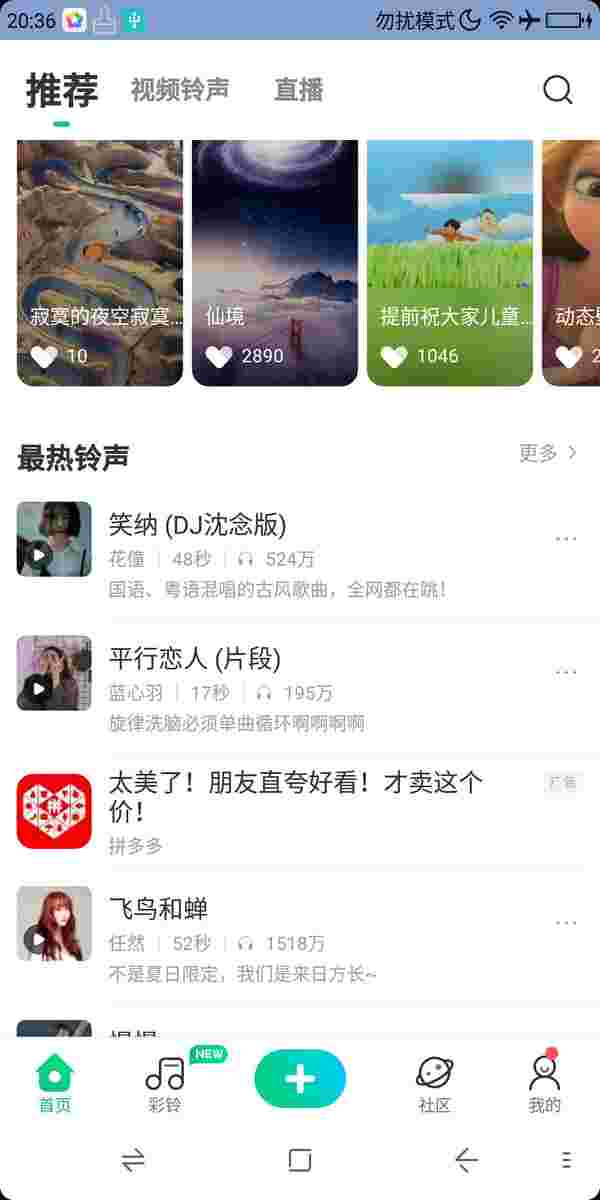 20:36
勿扰模式
推荐
视频铃声
直播
寂寞的夜空寂寞...
10
仙境
2890
提前祝大家儿童...
1046
动态
2
最热铃声
更多
笑纳 (DJ沈念版)
花僮 48秒 524万
国语、粤语混唱的古风歌曲，全网都在跳！
平行恋人 (片段)
蓝心羽 17秒 195万
旋律洗脑必须单曲循环啊啊啊啊
太美了！朋友直夸好看！才卖这个
价！
广告
拼
拼多多
飞鸟和蝉
任然 52秒 1518万
不是夏日限定，我们是来日方长~
NEW
首页
彩铃
社区
我的